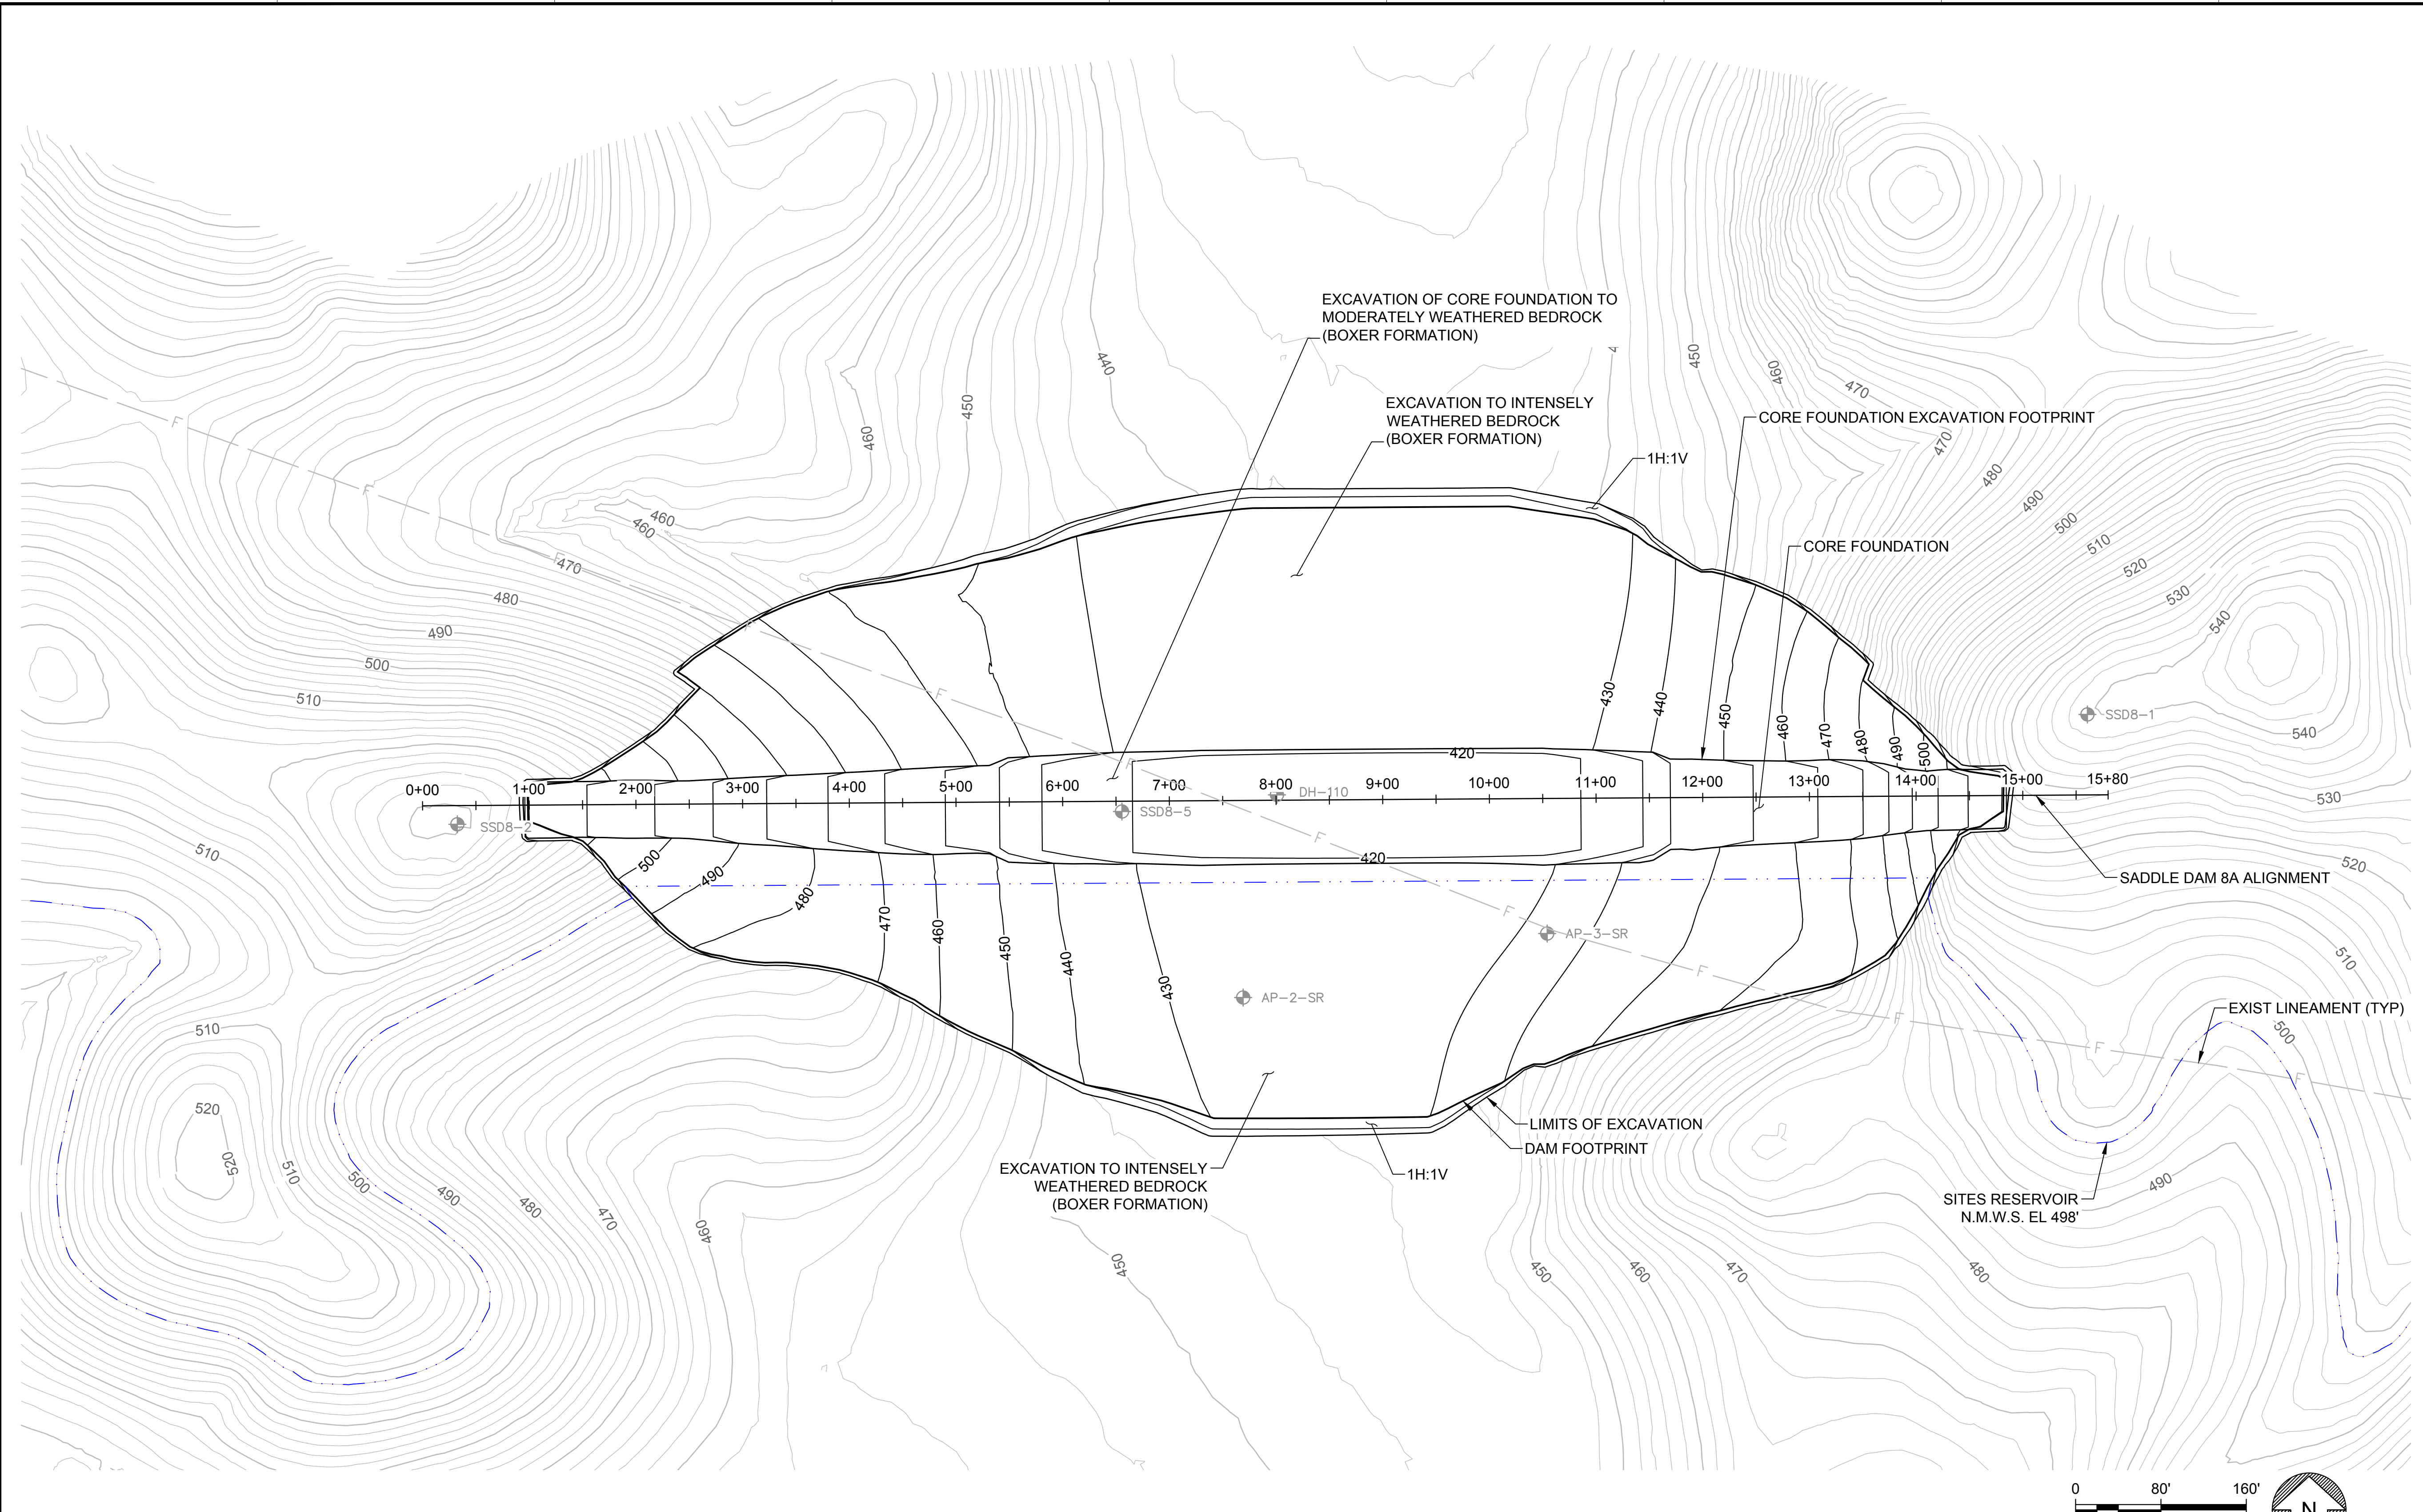 EXCAVATION OF CORE FOUNDATION TO
MODERATELY WEATHERED BEDROCK
(BOXER FORMATION)
440
4
450
460
470
450
460
EXCAVATION TO INTENSELY
WEATHERED BEDROCK
(BOXER FORMATION)
CORE FOUNDATION EXCAVATION FOOTPRINT
F
470
1H:1V
480
F
490
460
460
500
510
CORE FOUNDATION
F
470
520
530
480
540
490
F
500
510
F
430
440
450
460
470
480
490
500
SSD8-1
540
420
F
0+00
1+00
2+00
3+00
4+00
5+00
6+00
7+00
8+00
9+00
10+00
11+00
12+00
13+00
14+00
15+00
15+80
DH-110
530
SSD8-2
SSD8-5
F
510
500
490
480
420
520
SADDLE DAM 8A ALIGNMENT
470
460
450
440
430
F
AP-3-SR
510
F
AP-2-SR
EXIST LINEAMENT (TYP)
F
510
500
F
F
520
520
510
500
490
480
470
460
LIMITS OF EXCAVATION
DAM FOOTPRINT
EXCAVATION TO INTENSELY
WEATHERED BEDROCK
(BOXER FORMATION)
1H:1V
490
SITES RESERVOIR
N.M.W.S. EL 498'
450
450
460
470
480
0
80'
160'
N